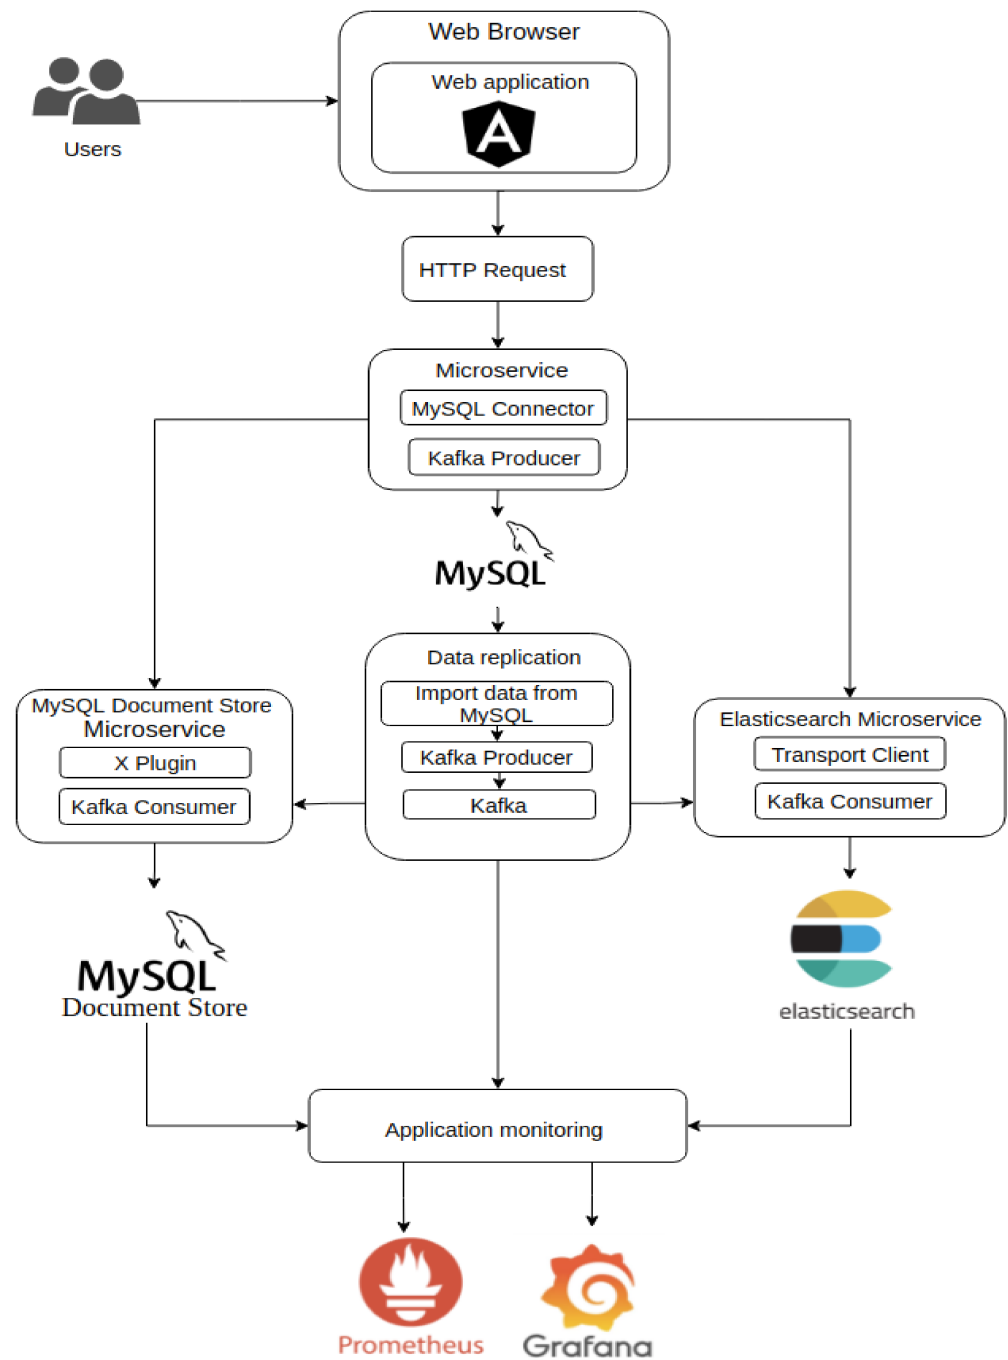 Web Browser
Web application
A
Users
HTTP Request
Microservice
MySQL Connector
Kafka Producer
MySQL
Data replication
Import data from
MySQL
Kafka Producer
Kafka
MySQL Document Store
Microservice
X Plugin
Kafka Consumer
Elasticsearch Microservice
Transport Client
Kafka Consumer
MySQL
Document Store
elasticsearch
Application monitoring
Prometheus
Grafana